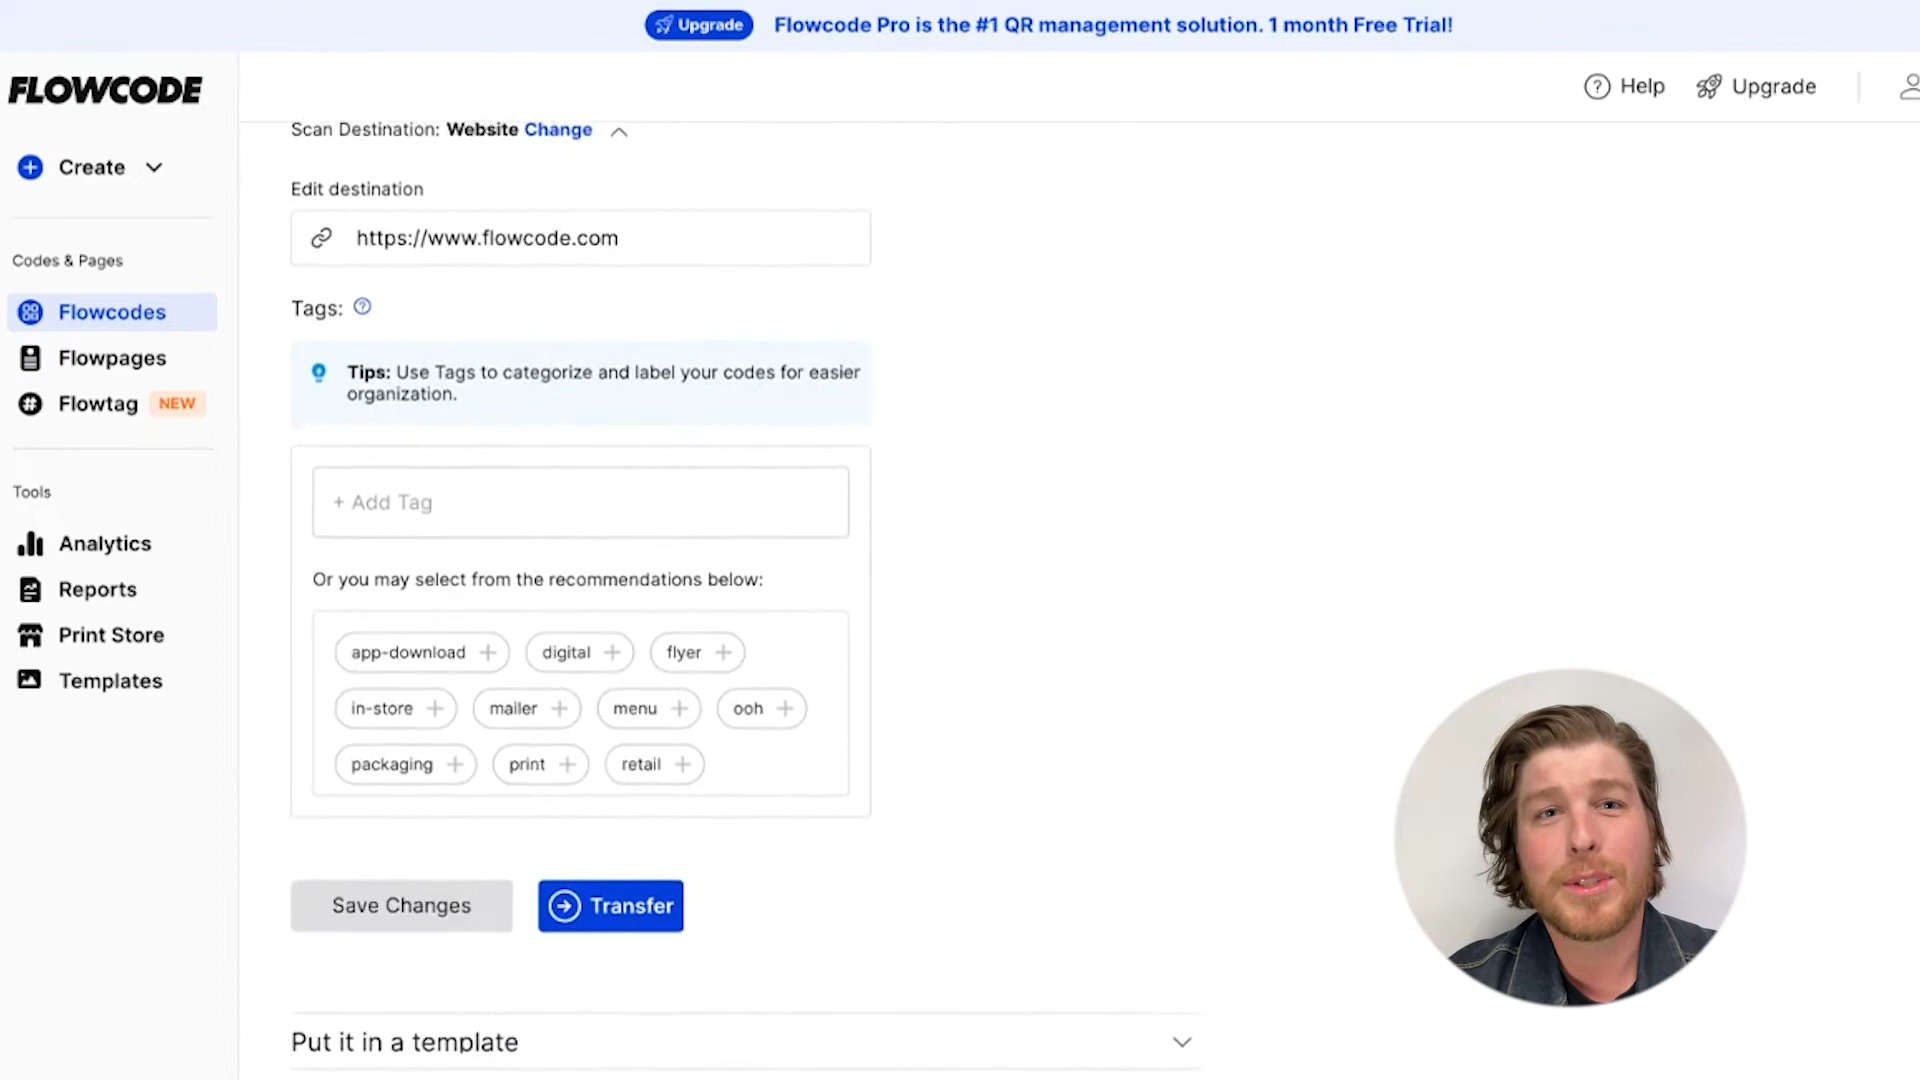 Upgrade
Flowcode Pro is the #1 QR management solution. 1 month Free Trial!
FLOWCODE
Help
Upgrade
Create
Codes & Pages
Flowcodes
Flowpages
Flowtag NEW
Tools
Analytics
Reports
Print Store
Templates
Scan Destination: Website Change
Edit destination
https://www.flowcode.com
Tags:
Tips: Use Tags to categorize and label your codes for easier
organization.
+ Add Tag
Or you may select from the recommendations below:
app-download +
digital +
flyer +
in-store +
mailer +
menu +
ooh +
packaging +
print +
retail +
Save Changes
Transfer
Put it in a template